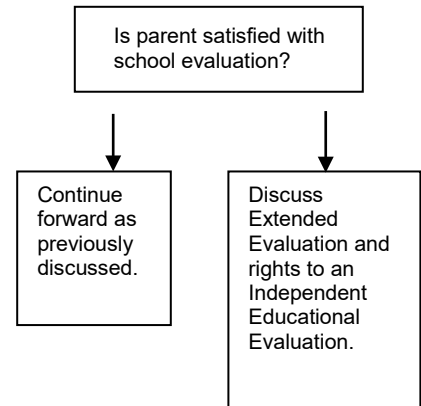 Is parent satisfied with
school evaluation?
Continue
forward as
previously
discussed.
Discuss
Extended
Evaluation and
rights to an
Independent
Educational
Evaluation.